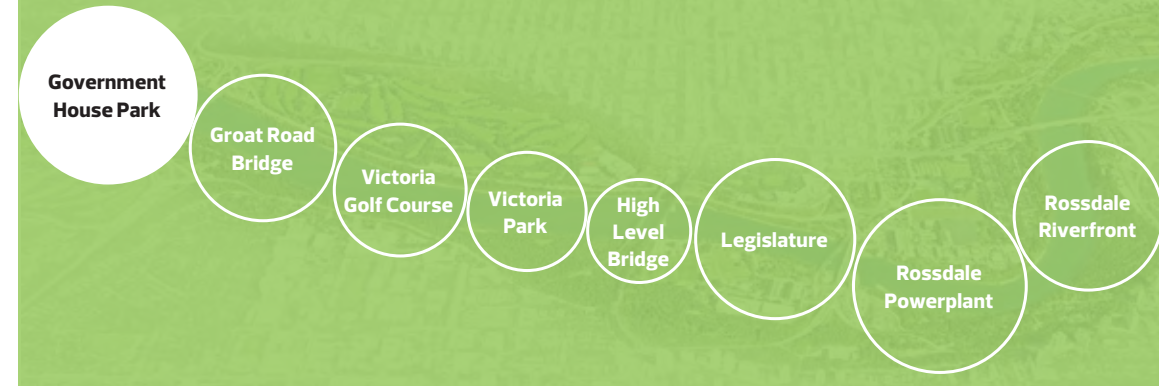 Government
House Park
Groat Road
Bridge
Victoria
Golf Course
Victoria
Park
High
Level
Bridge
Legislature
Rossdale
Powerplant
Rossdale
Riverfront